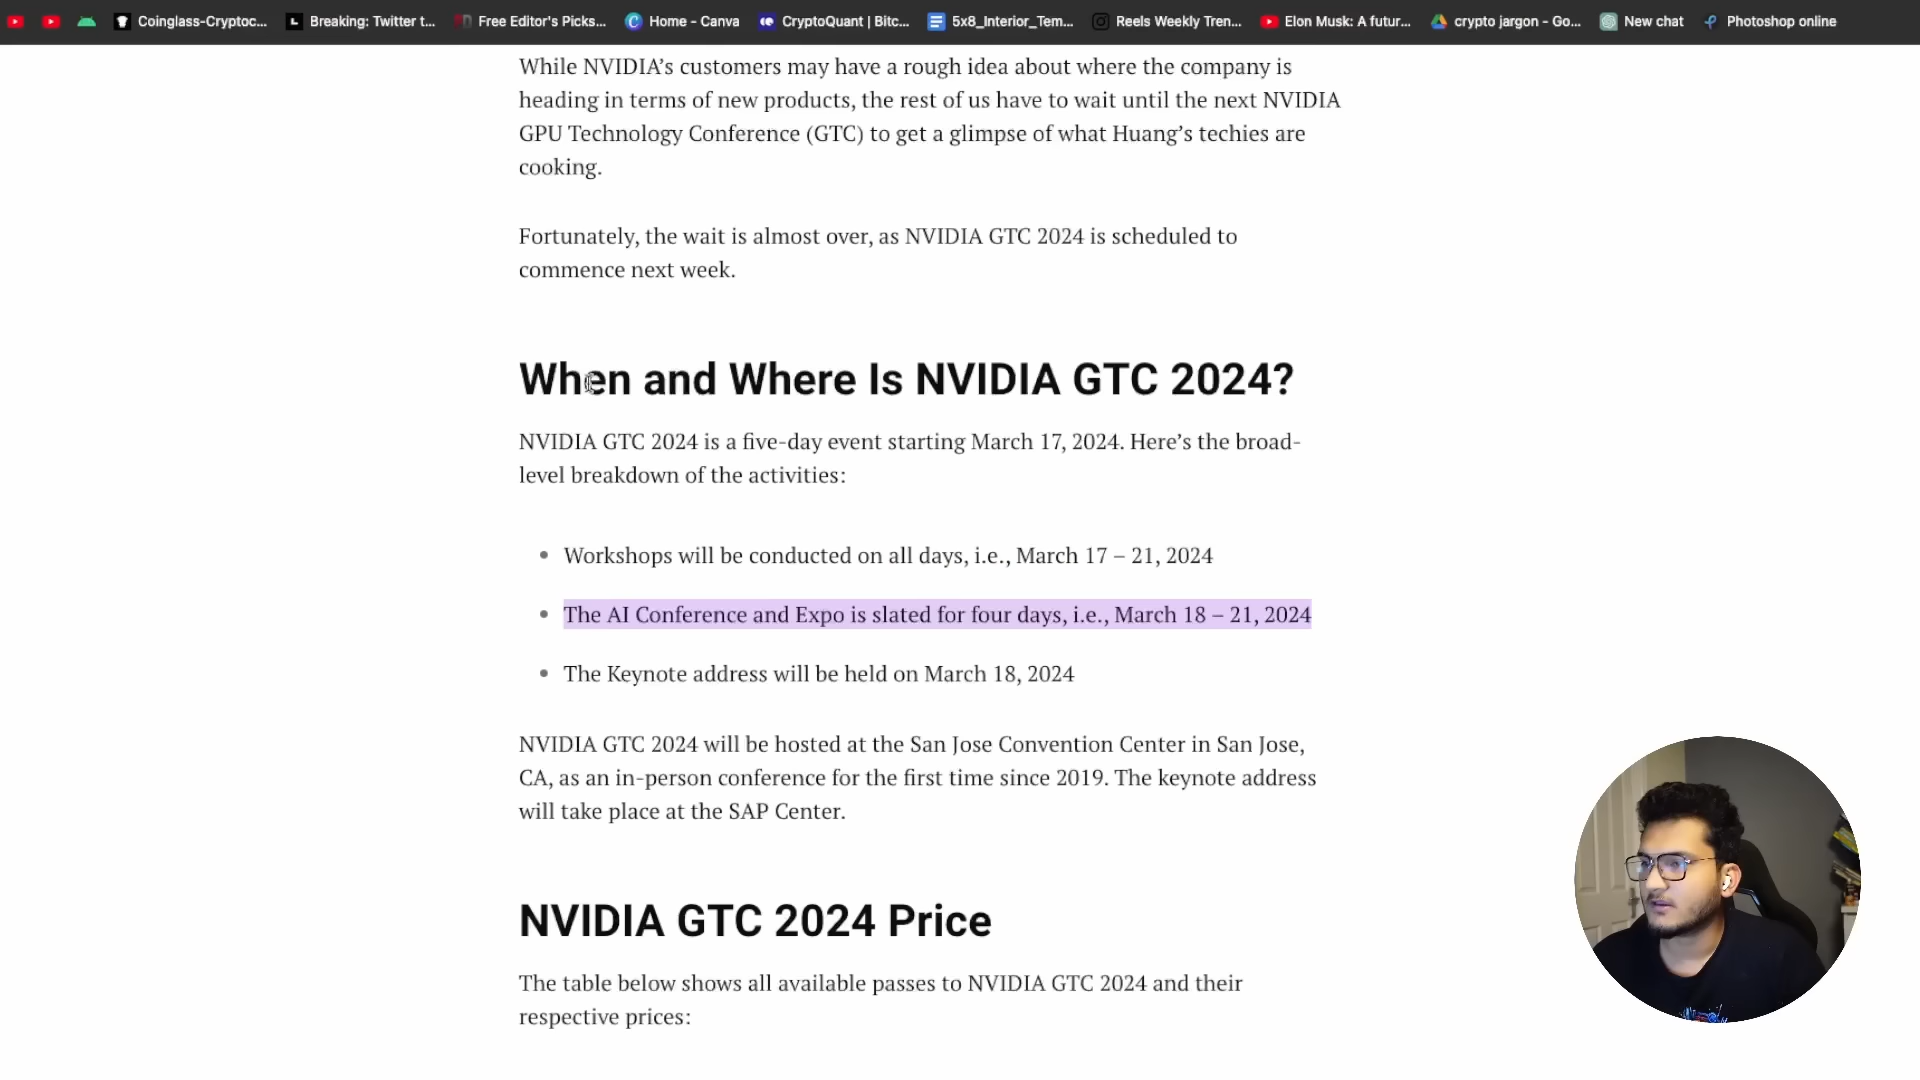 Coinglass-Cryptoc... Breaking: Twitter t... Free Editor's Picks... Home - Canva CryptoQuant | Bitc... 5x8_Interior_Tem... Reels Weekly Tren... Elon Musk: A futur... crypto jargon - Go... New chat Photoshop online
While NVIDIA’s customers may have a rough idea about where the company is
heading in terms of new products, the rest of us have to wait until the next NVIDIA
GPU Technology Conference (GTC) to get a glimpse of what Huang’s techies are
cooking.
Fortunately, the wait is almost over, as NVIDIA GTC 2024 is scheduled to
commence next week.
When and Where Is NVIDIA GTC 2024?
NVIDIA GTC 2024 is a five-day event starting March 17, 2024. Here’s the broad-
level breakdown of the activities:
• Workshops will be conducted on all days, i.e., March 17 – 21, 2024
• The AI Conference and Expo is slated for four days, i.e., March 18 – 21, 2024
• The Keynote address will be held on March 18, 2024
NVIDIA GTC 2024 will be hosted at the San Jose Convention Center in San Jose,
CA, as an in-person conference for the first time since 2019. The keynote address
will take place at the SAP Center.
NVIDIA GTC 2024 Price
The table below shows all available passes to NVIDIA GTC 2024 and their
respective prices: